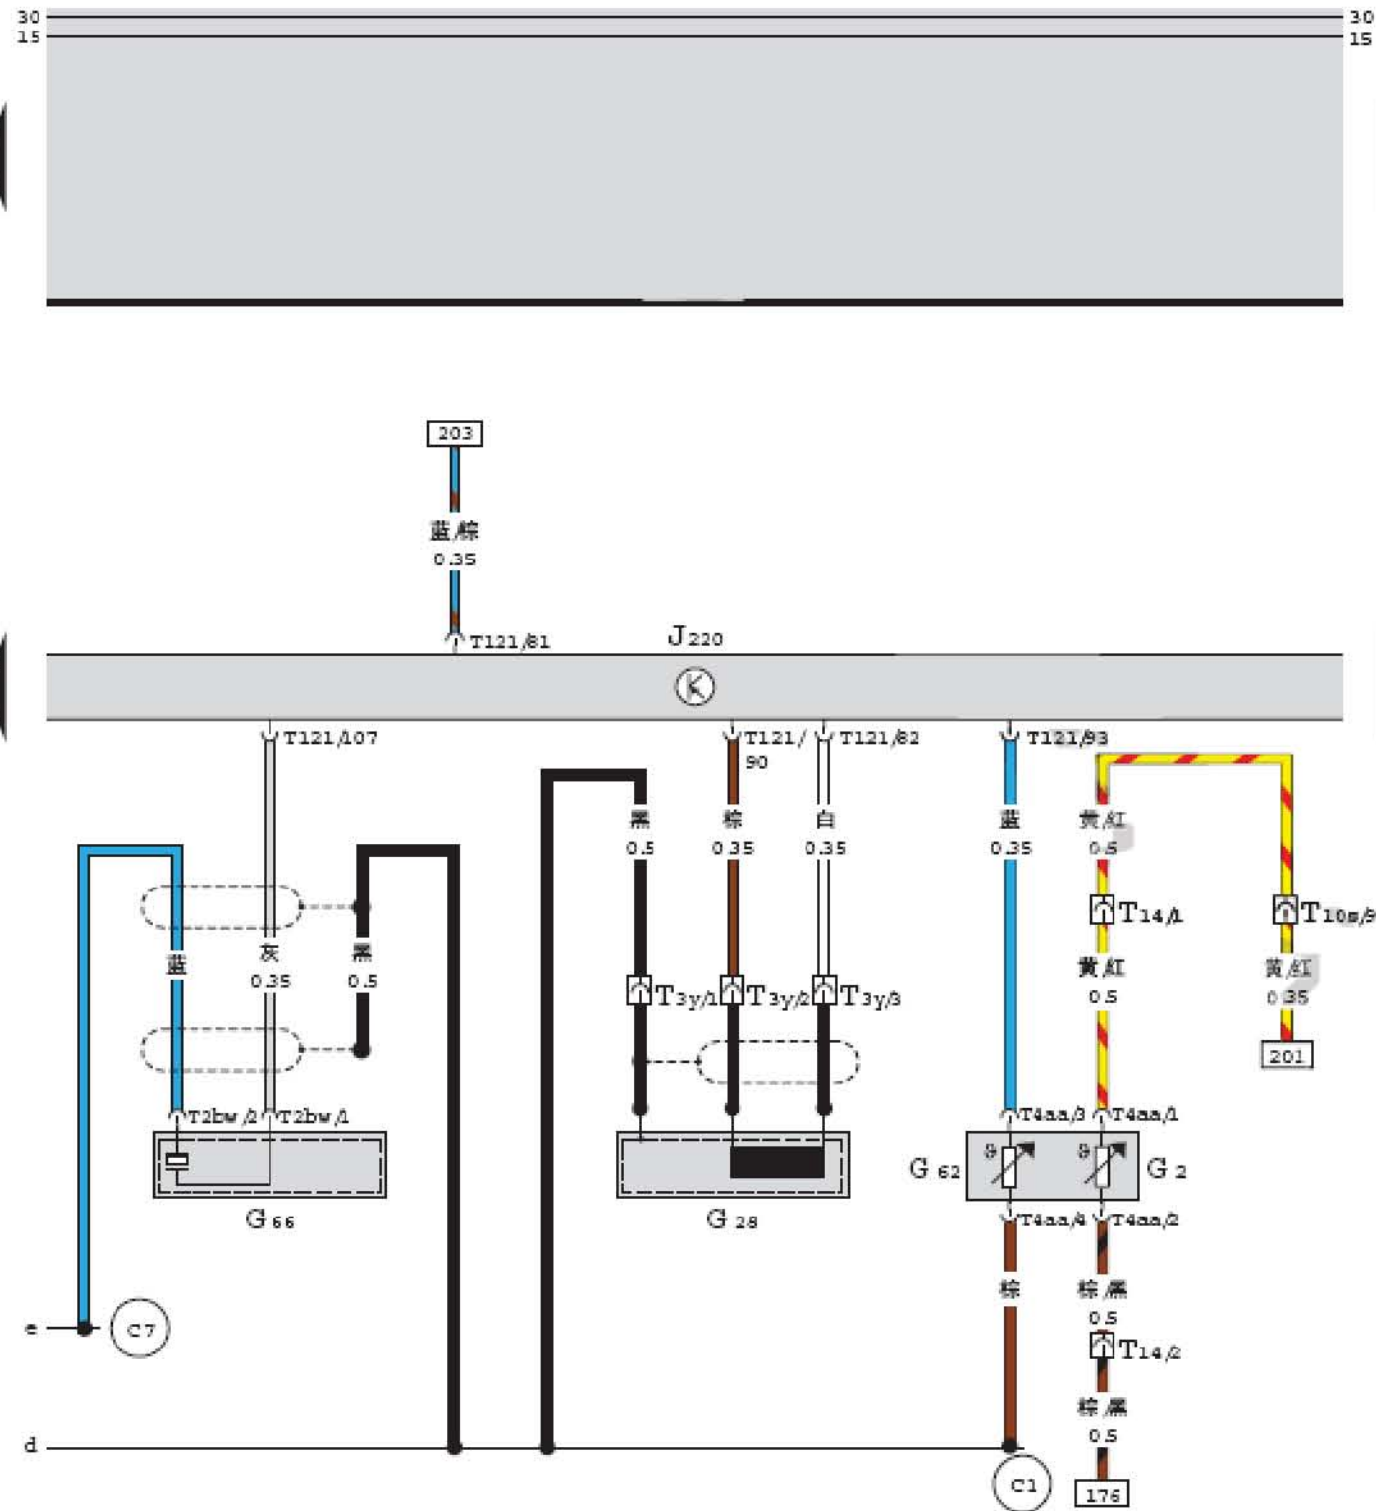 30 30
15 15
203
蓝/棕
0.35
T121/81
J220
K
T121/107 T121/ T121/82 T121/93
90
黑 棕 白 蓝 黄/红
0.5 0.35 0.35 0.35 0.5
T14/1 T10s/9
蓝 灰 黑 黄/红 黄/红
0.35 0.5 0.5 0.35
T3y/1 T3y/2 T3y/3
201
T2bw/2 T2bw/1 T4aa/3 T4aa/1
G62 ϑ ϑ G2
G66 G28 T4aa/4 T4aa/2
棕 棕/黑
0.5
e C7
T14/2
棕/黑
0.5
d
C1 176